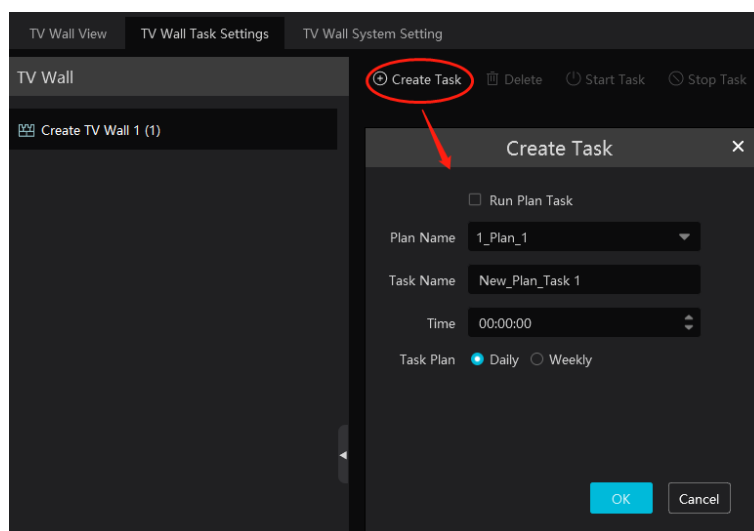 TV Wall View TV Wall Task Settings TV Wall System Setting
TV Wall
Create Task Delete Start Task Stop Task
Create TV Wall 1 (1)
Create Task
Run Plan Task
Plan Name 1_Plan_1
Task Name New_Plan_Task 1
Time 00:00:00
Task Plan Daily Weekly
OK Cancel